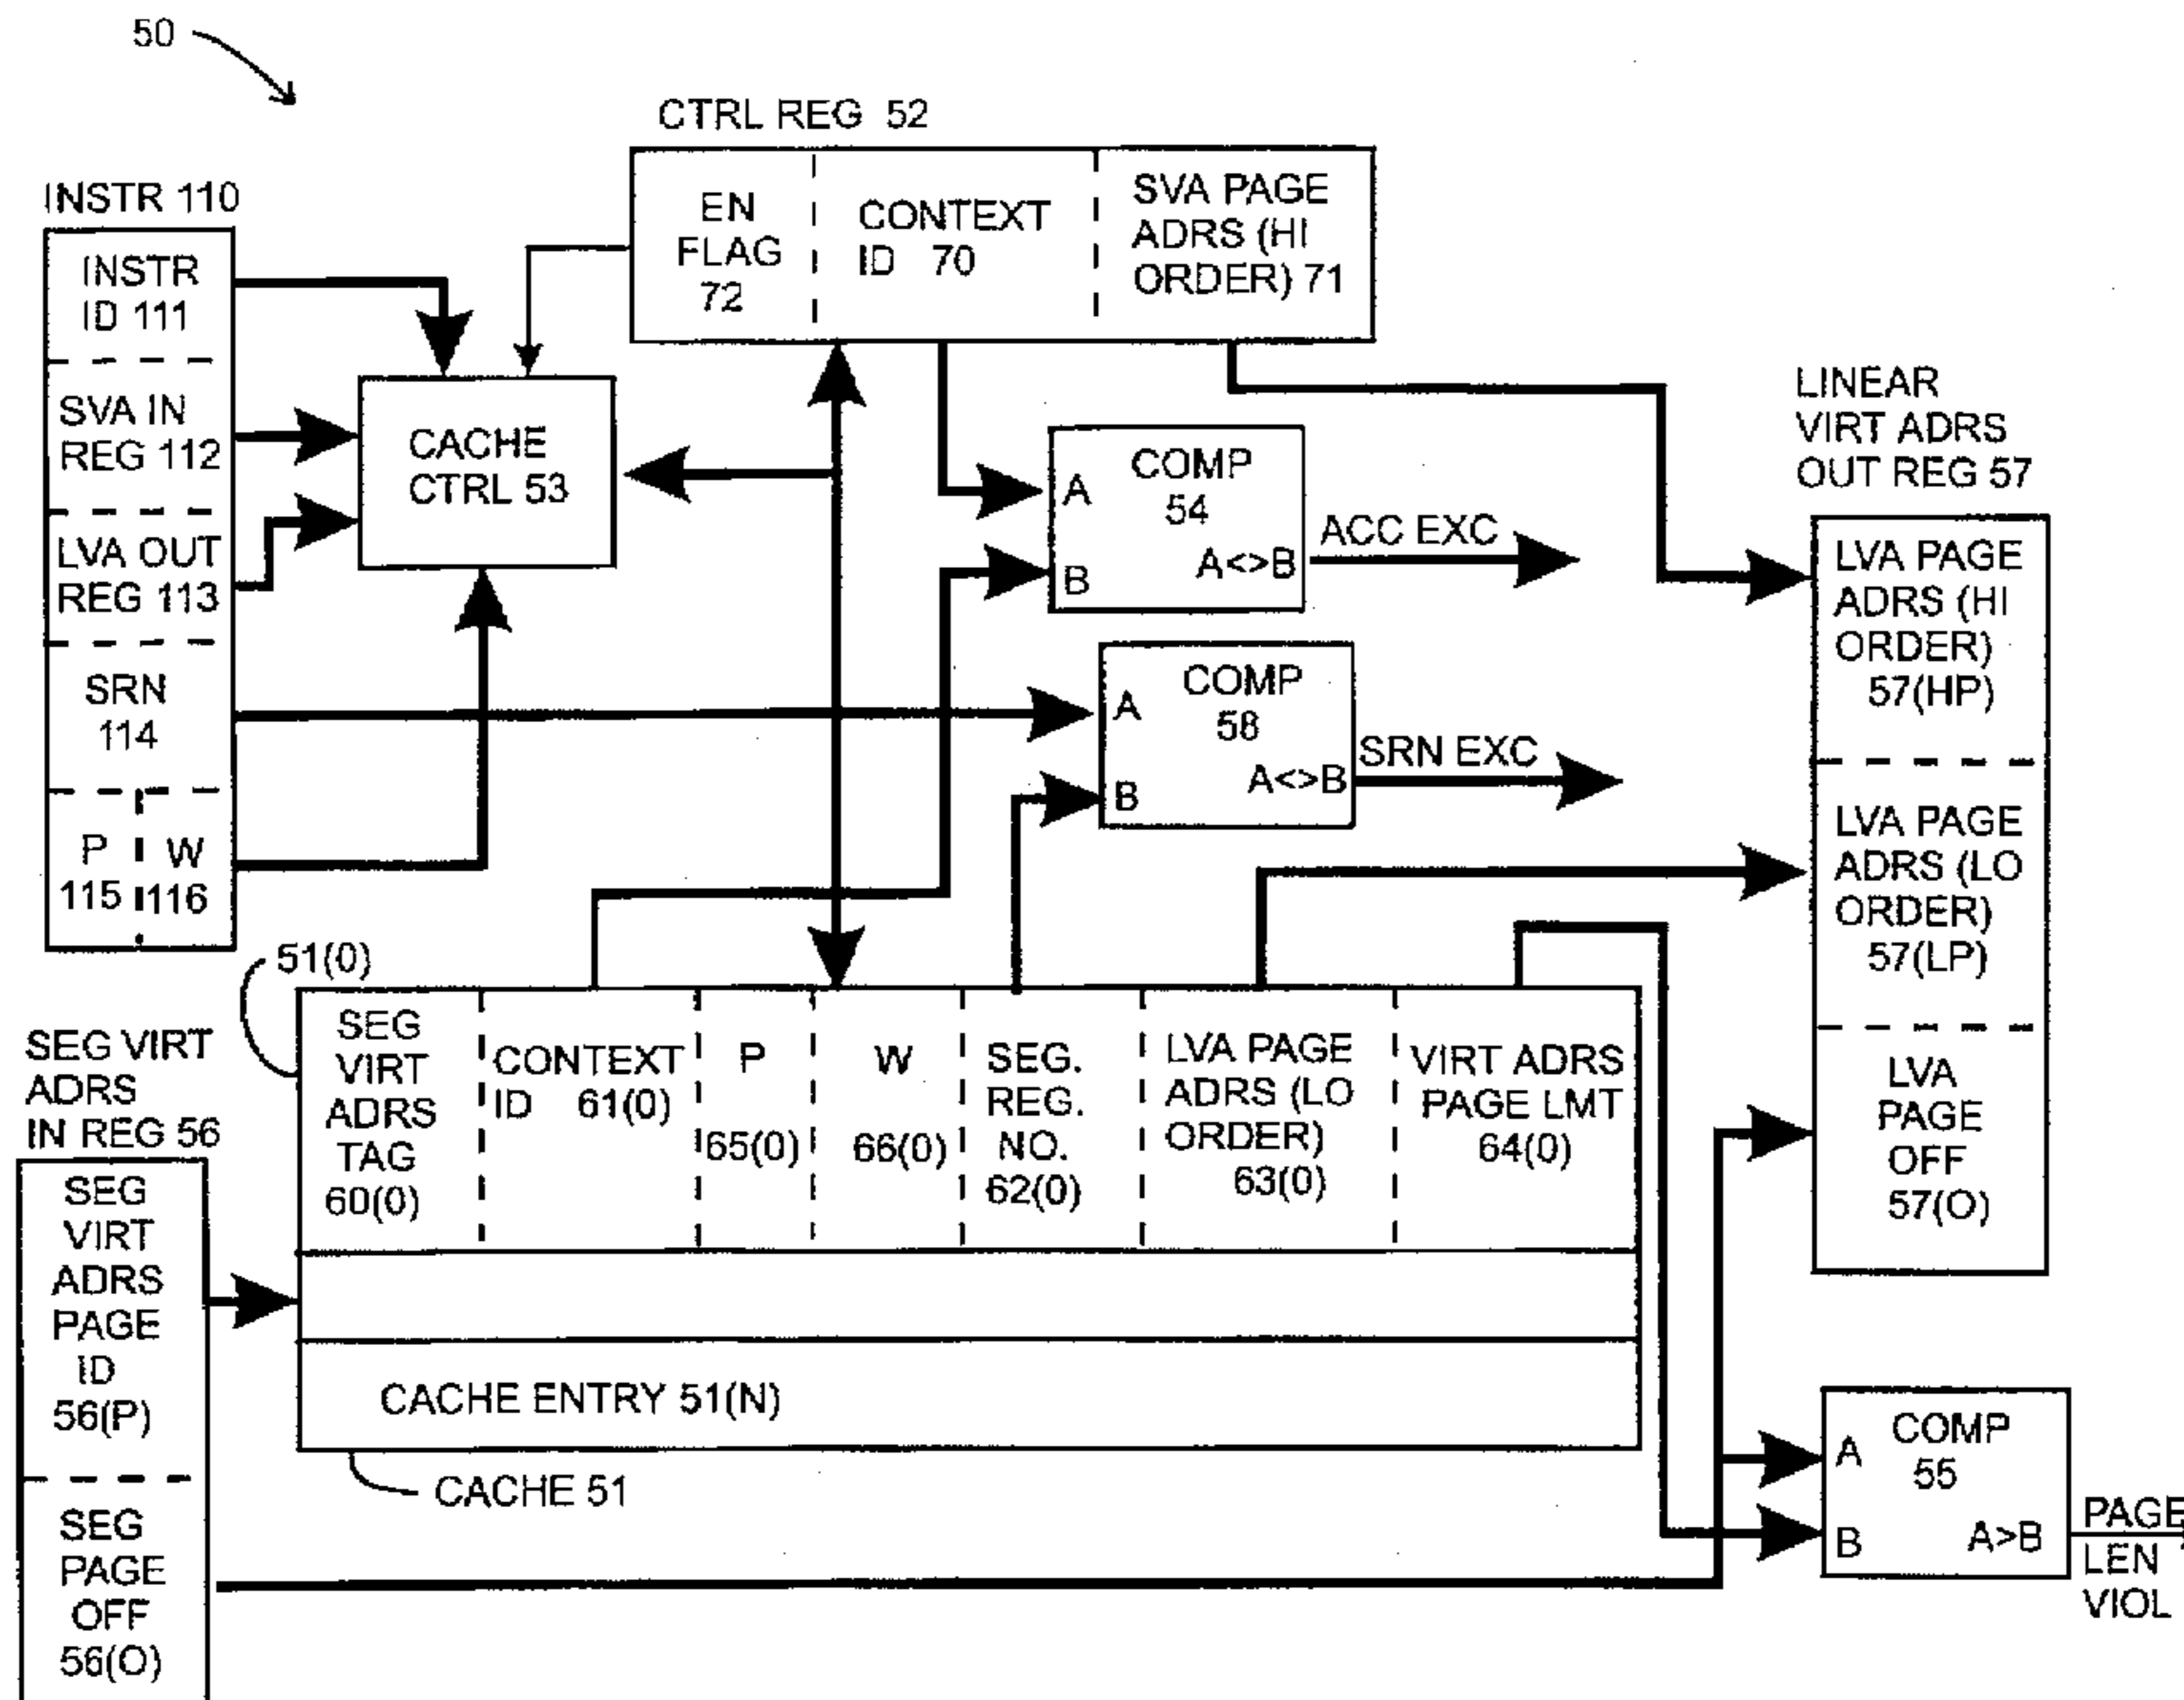 50
CTRL REG 52
EN
FLAG
72
CONTEXT
ID 70
SVA PAGE
ADRS (HI
ORDER) 71
INSTR 110
INSTR
ID 111
SVA IN
REG 112
LVA OUT
REG 113
SRN
114
P
115
W
116
CACHE
CTRL 53
COMP
54
A
B
A<>B
ACC EXC
COMP
58
A
B
A<>B
SRN EXC
LINEAR
VIRT ADRS
OUT REG 57
LVA PAGE
ADRS (HI
ORDER)
57(HP)
LVA PAGE
ADRS (LO
ORDER)
57(LP)
LVA
PAGE
OFF
57(O)
51(0)
SEG
VIRT
ADRS
TAG
60(0)
CONTEXT
ID 61(0)
P
65(0)
W
66(0)
SEG.
REG.
NO.
62(0)
LVA PAGE
ADRS (LO
ORDER)
63(0)
VIRT ADRS
PAGE LMT
64(0)
CACHE ENTRY 51(N)
CACHE 51
SEG VIRT
ADRS
IN REG 56
SEG
VIRT
ADRS
PAGE
ID
56(P)
SEG
PAGE
OFF
56(O)
COMP
55
A
B
A>B
PAGE
LEN
VIOL